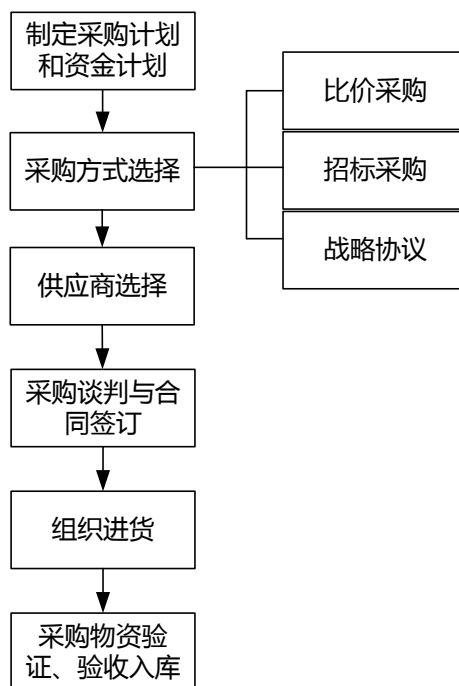 制定采购计划
和资金计划
采购方式选择
比价采购
招标采购
战略协议
供应商选择
采购谈判与合
同签订
组织进货
采购物资验
证、验收入库